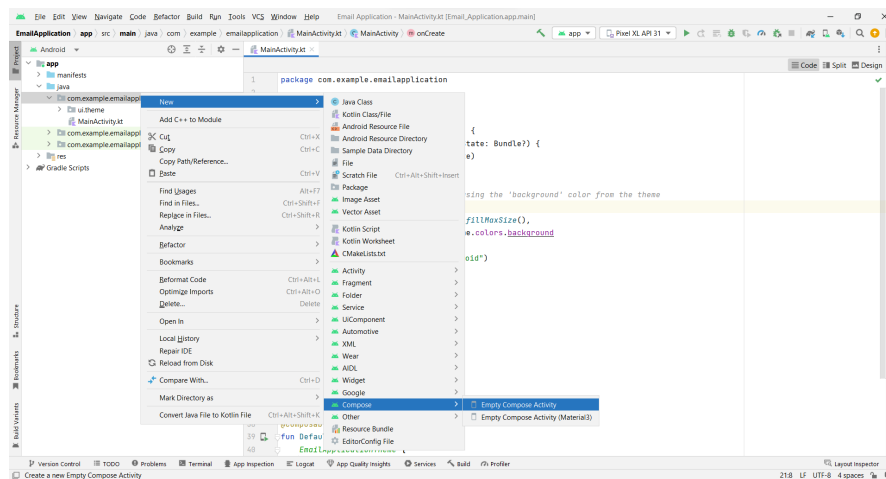 File Edit View Navigate Code Refactor Build Run Tools VCS Window Help Email Application - MainActivity.kt [Email_Application.app.main]
EmailApplication app src main java com example emailapplication MainActivity.kt MainActivity onCreate app Pixel XL API 31
Project
Android
MainActivity.kt
Code Split Design
app
manifests
java
com.example.emailappl
ui.theme
MainActivity.kt
com.example.emailappl
com.example.emailappl
res
Gradle Scripts
Resource Manager
Structure
Bookmarks
Build Variants
New
Add C++ to Module
Cut Ctrl+X
Copy Ctrl+C
Copy Path/Reference...
Paste Ctrl+V
Find Usages Alt+F7
Find in Files... Ctrl+Shift+F
Replace in Files... Ctrl+Shift+R
Analyze
Refactor
Bookmarks
Reformat Code Ctrl+Alt+L
Optimize Imports Ctrl+Alt+O
Delete... Delete
Open In
Local History
Repair IDE
Reload from Disk
Compare With... Ctrl+D
Mark Directory as
Convert Java File to Kotlin File Ctrl+Alt+Shift+K
Java Class
Kotlin Class/File
Android Resource File
Android Resource Directory
Sample Data Directory
File
Scratch File Ctrl+Alt+Shift+Insert
Package
Image Asset
Vector Asset
Kotlin Script
Kotlin Worksheet
CMakeLists.txt
Activity
Fragment
Folder
Service
UiComponent
Automotive
XML
Wear
AIDL
Widget
Google
Compose
Other
Resource Bundle
EditorConfig File
Empty Compose Activity
Empty Compose Activity (Material3)
1 package com.example.emailapplication
{
tate: Bundle?) {
e)
sing the 'background' color from the theme
fillMaxSize(),
e.colors.background
oid")
39 fun Defau
40 EmailApplicationTheme {
Version Control TODO Problems Terminal App Inspection Logcat App Quality Insights Services Build Profiler Layout Inspector
Create a new Empty Compose Activity 21:8 LF UTF-8 4 spaces